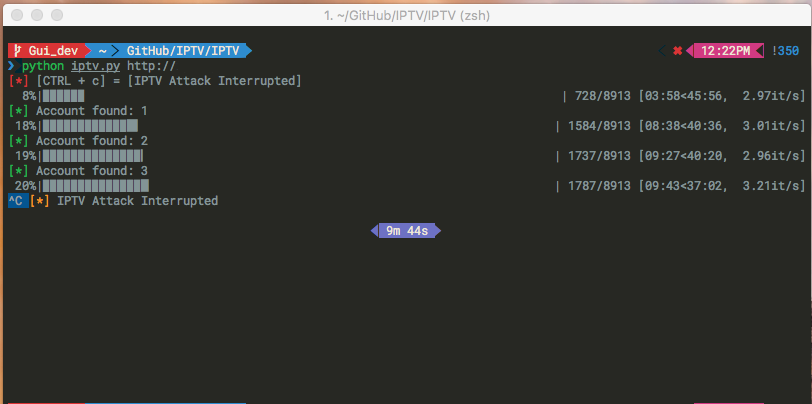 1. ~/GitHub/IPTV/IPTV (zsh)
Gui_dev ~ GitHub/IPTV/IPTV ✖ 12:22PM !350
❯ python iptv.py http://
[*] [CTRL + c] = [IPTV Attack Interrupted]
8%| | 728/8913 [03:58<45:56, 2.97it/s]
[*] Account found: 1
18%| | 1584/8913 [08:38<40:36, 3.01it/s]
[*] Account found: 2
19%| | 1737/8913 [09:27<40:20, 2.96it/s]
[*] Account found: 3
20%| | 1787/8913 [09:43<37:02, 3.21it/s]
^C [*] IPTV Attack Interrupted
9m 44s